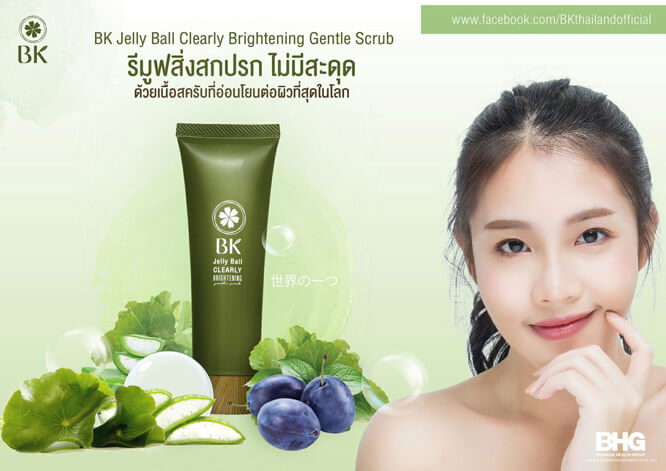 BK
www.facebook.com/BKthailandofficial
BK Jelly Ball Clearly Brightening Gentle Scrub
รีมูฟสิ่งสกปรก ไม่มีสะดุด
ด้วยเนื้อสครับที่อ่อนโยนต่อผิวที่สุดในโลก
BK
Jelly Ball
CLEARLY
BRIGHTENING
gentle scrub
世界の一つ
BHG